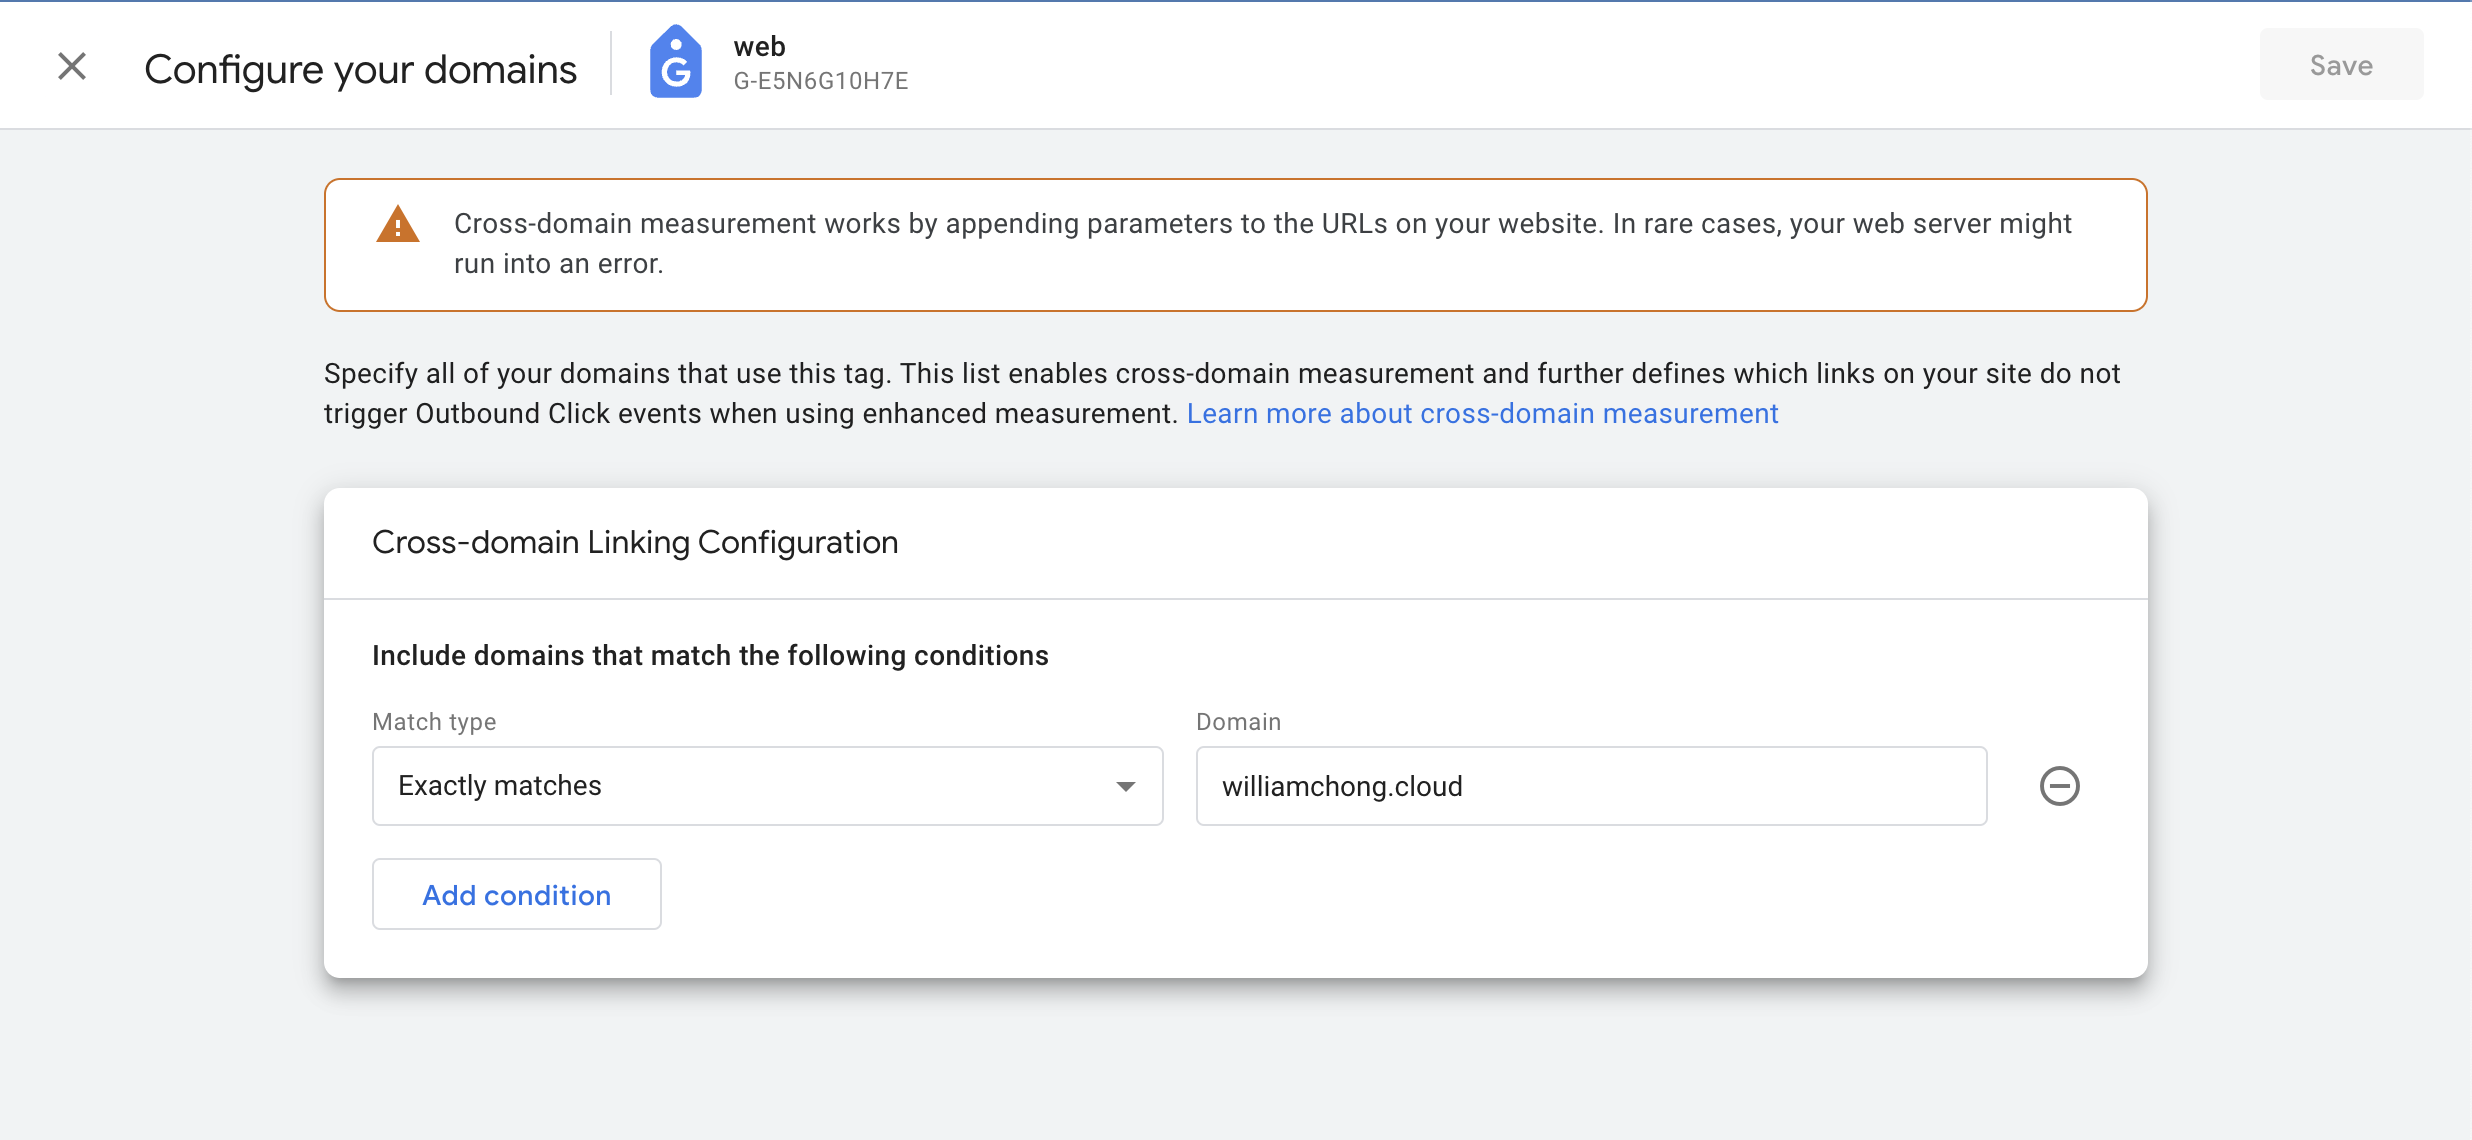 Configure your domains
web
G-E5N6G10H7E
Save
Cross-domain measurement works by appending parameters to the URLs on your website. In rare cases, your web server might
run into an error.
Specify all of your domains that use this tag. This list enables cross-domain measurement and further defines which links on your site do not
trigger Outbound Click events when using enhanced measurement. Learn more about cross-domain measurement
Cross-domain Linking Configuration
Include domains that match the following conditions
Match type
Domain
Exactly matches
williamchong.cloud
Add condition